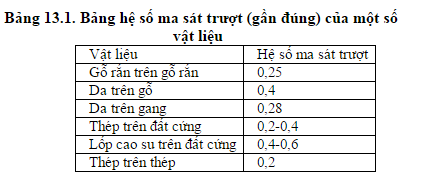 Bảng 13.1. Bảng hệ số ma sát trượt (gần đúng) của một số
vật liệu
Vật liệu Hệ số ma sát trượt
Gỗ rắn trên gỗ rắn 0,25
Da trên gỗ 0,4
Da trên gang 0,28
Thép trên đất cứng 0,2-0,4
Lốp cao su trên đất cứng 0,4-0,6
Thép trên thép 0,2